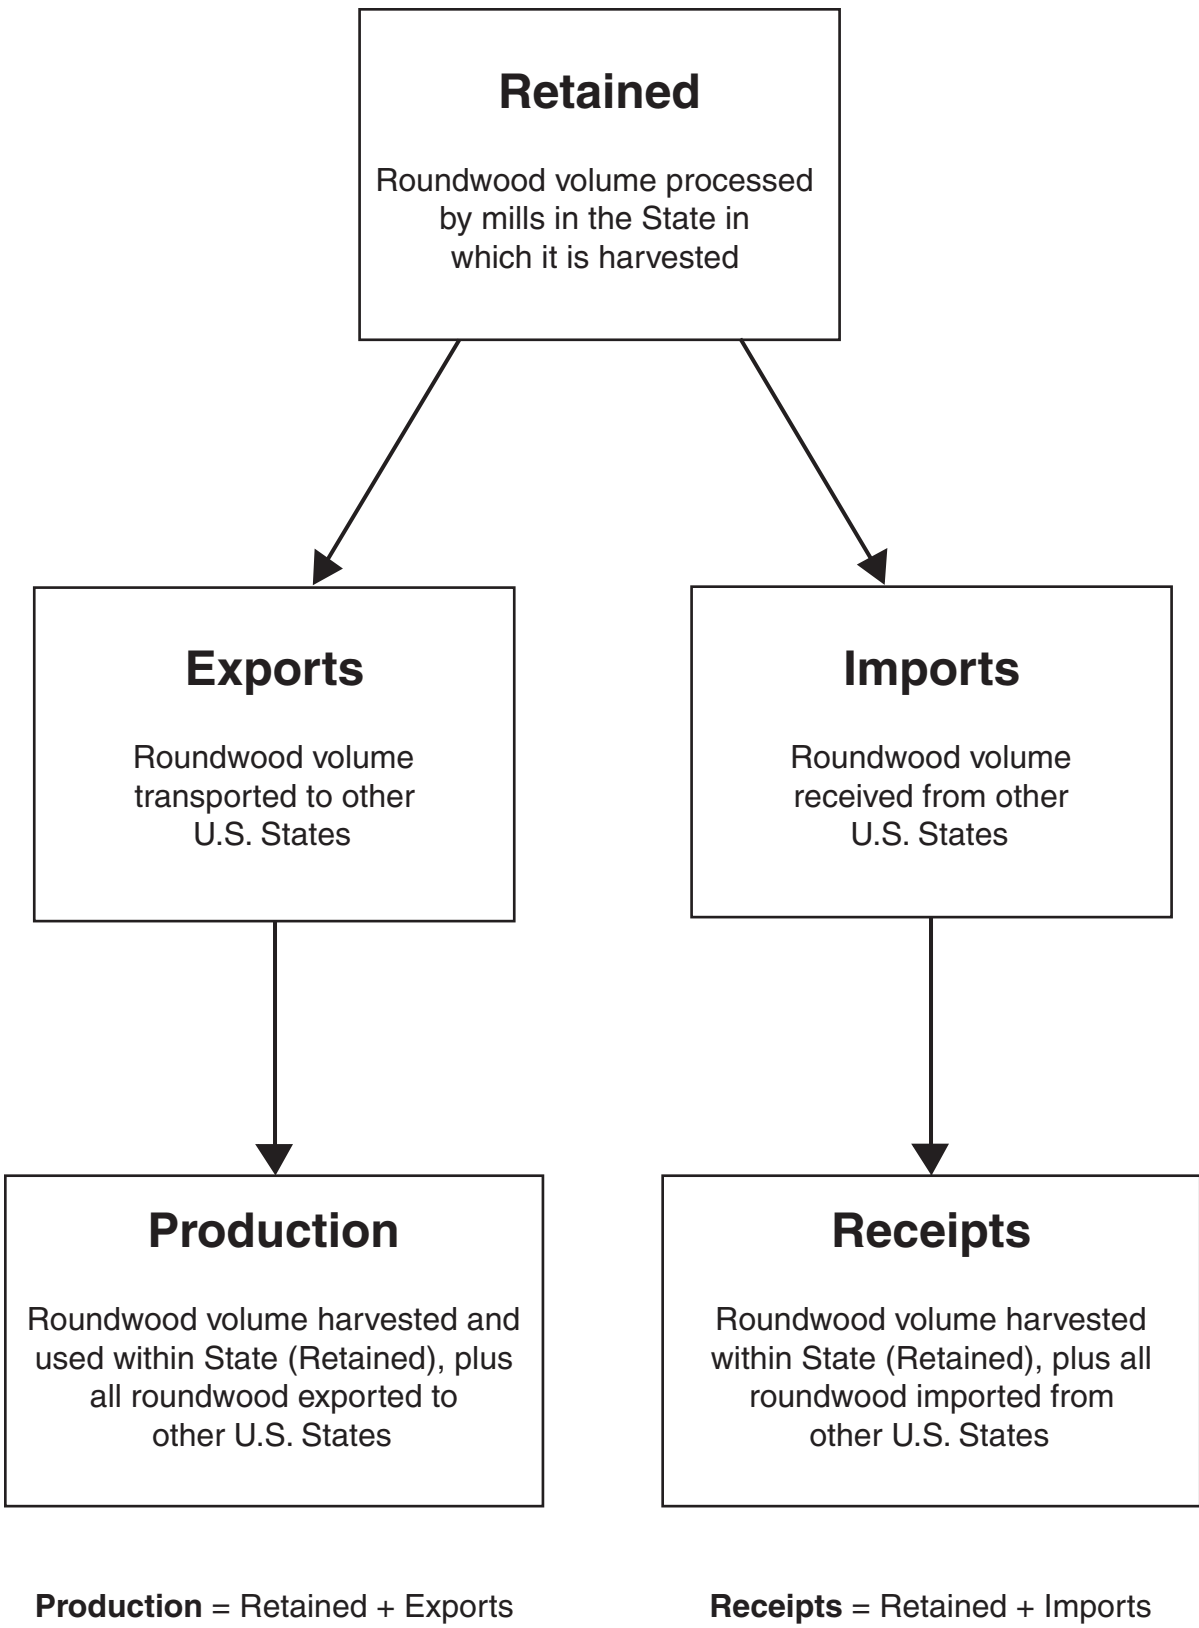 Retained
Roundwood volume processed
by mills in the State in
which it is harvested
Exports
Roundwood volume
transported to other
U.S. States
Imports
Roundwood volume
received from other
U.S. States
Production
Roundwood volume harvested and
used within State (Retained), plus
all roundwood exported to
other U.S. States
Receipts
Roundwood volume harvested
within State (Retained), plus all
roundwood imported from
other U.S. States
Production = Retained + Exports
Receipts = Retained + Imports